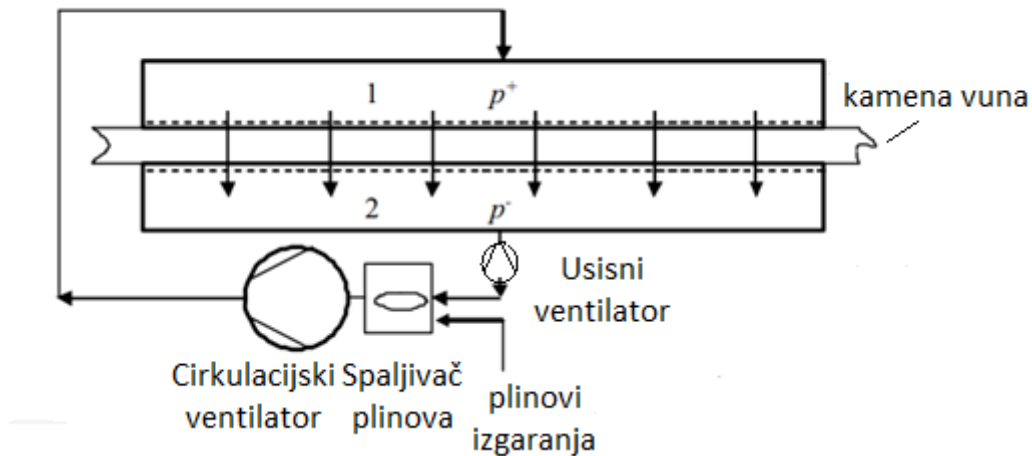 1
p⁺
kamena vuna
2
p⁻
Usisni
ventilator
Cirkulacijski
ventilator
Spaljivač
plinova
plinovi
izgaranja